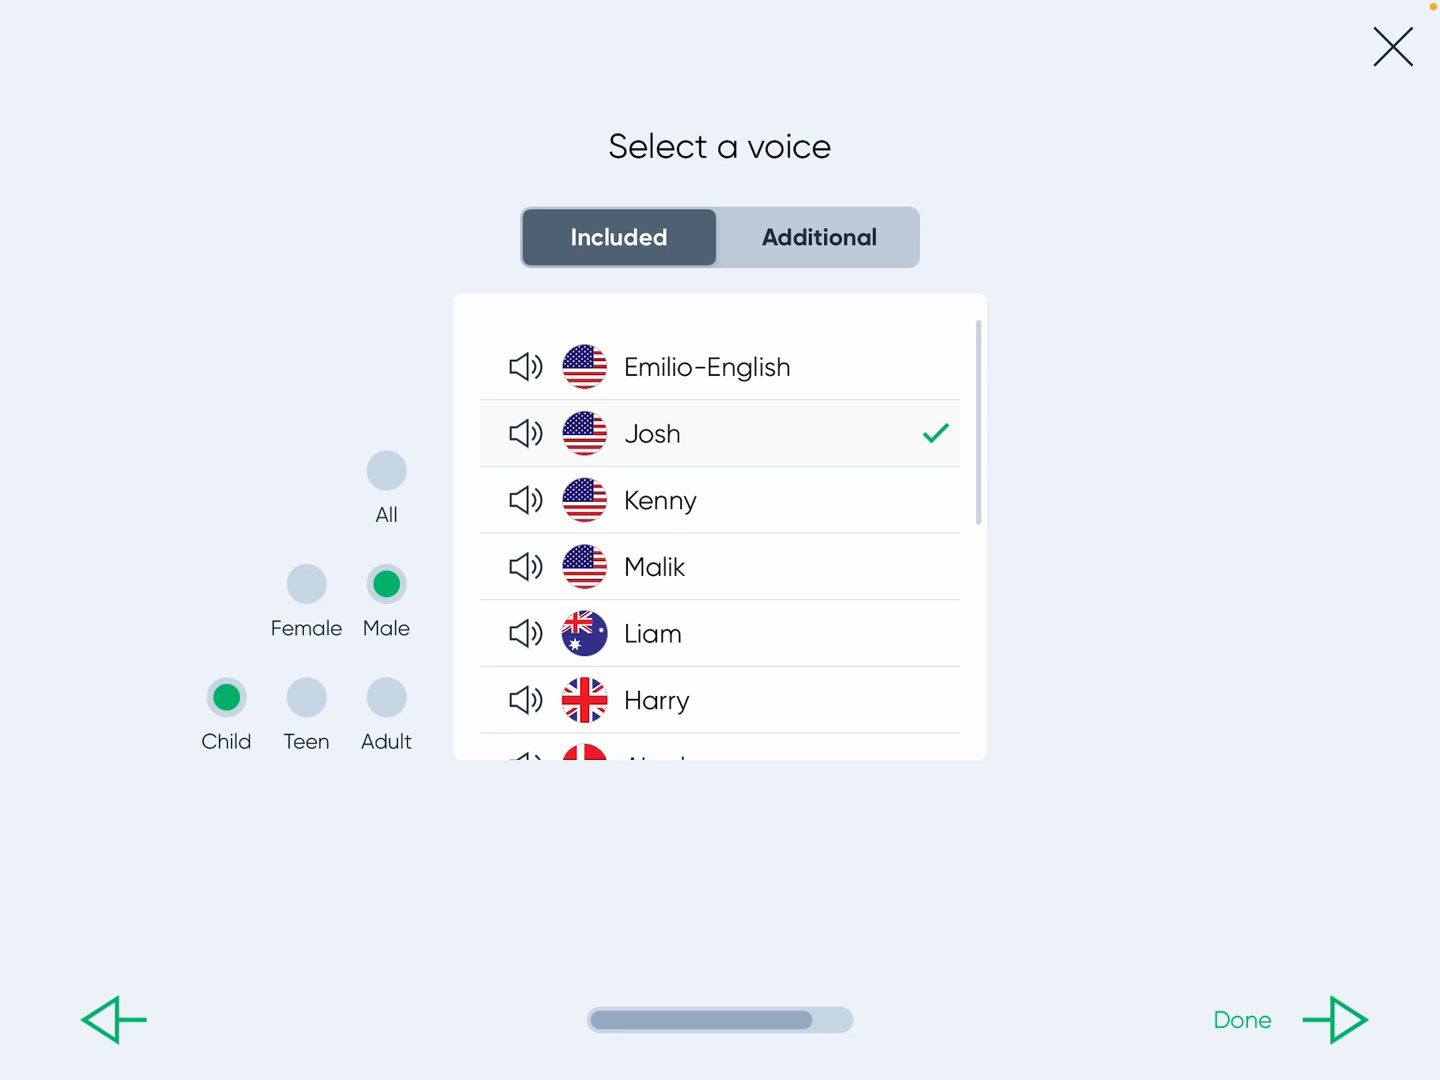 Select a voice
Included Additional
Emilio-English
Josh
Kenny
Malik
Liam
Harry
All
Female Male
Child Teen Adult
Done